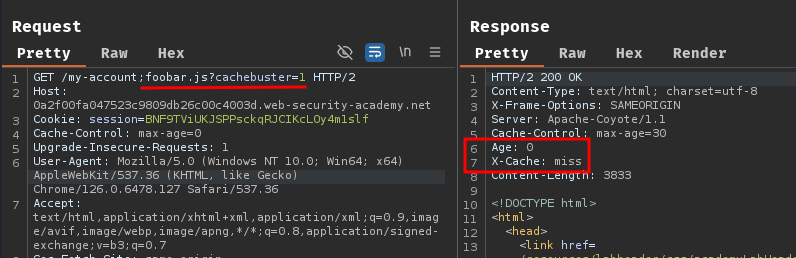 Request
Pretty Raw Hex \n
1 GET /my-account;foobar.js?cachebuster=1 HTTP/2
2 Host:
0a2f00fa047523c9809db26c00c4003d.web-security-academy.net
3 Cookie: session=BNF9TViUKJSPPsckqRJCIKcLOy4m1slf
4 Cache-Control: max-age=0
5 Upgrade-Insecure-Requests: 1
6 User-Agent: Mozilla/5.0 (Windows NT 10.0; Win64; x64)
AppleWebKit/537.36 (KHTML, like Gecko)
Chrome/126.0.6478.127 Safari/537.36
7 Accept:
text/html,application/xhtml+xml,application/xml;q=0.9,imag
e/avif,image/webp,image/apng,*/*;q=0.8,application/signed-
exchange;v=b3;q=0.7
Response
Pretty Raw Hex Render
1 HTTP/2 200 OK
2 Content-Type: text/html; charset=utf-8
3 X-Frame-Options: SAMEORIGIN
4 Server: Apache-Coyote/1.1
5 Cache-Control: max-age=30
6 Age: 0
7 X-Cache: miss
8 Content-Length: 3833
9
10 <!DOCTYPE html>
11 <html>
12 <head>
13 <link href=